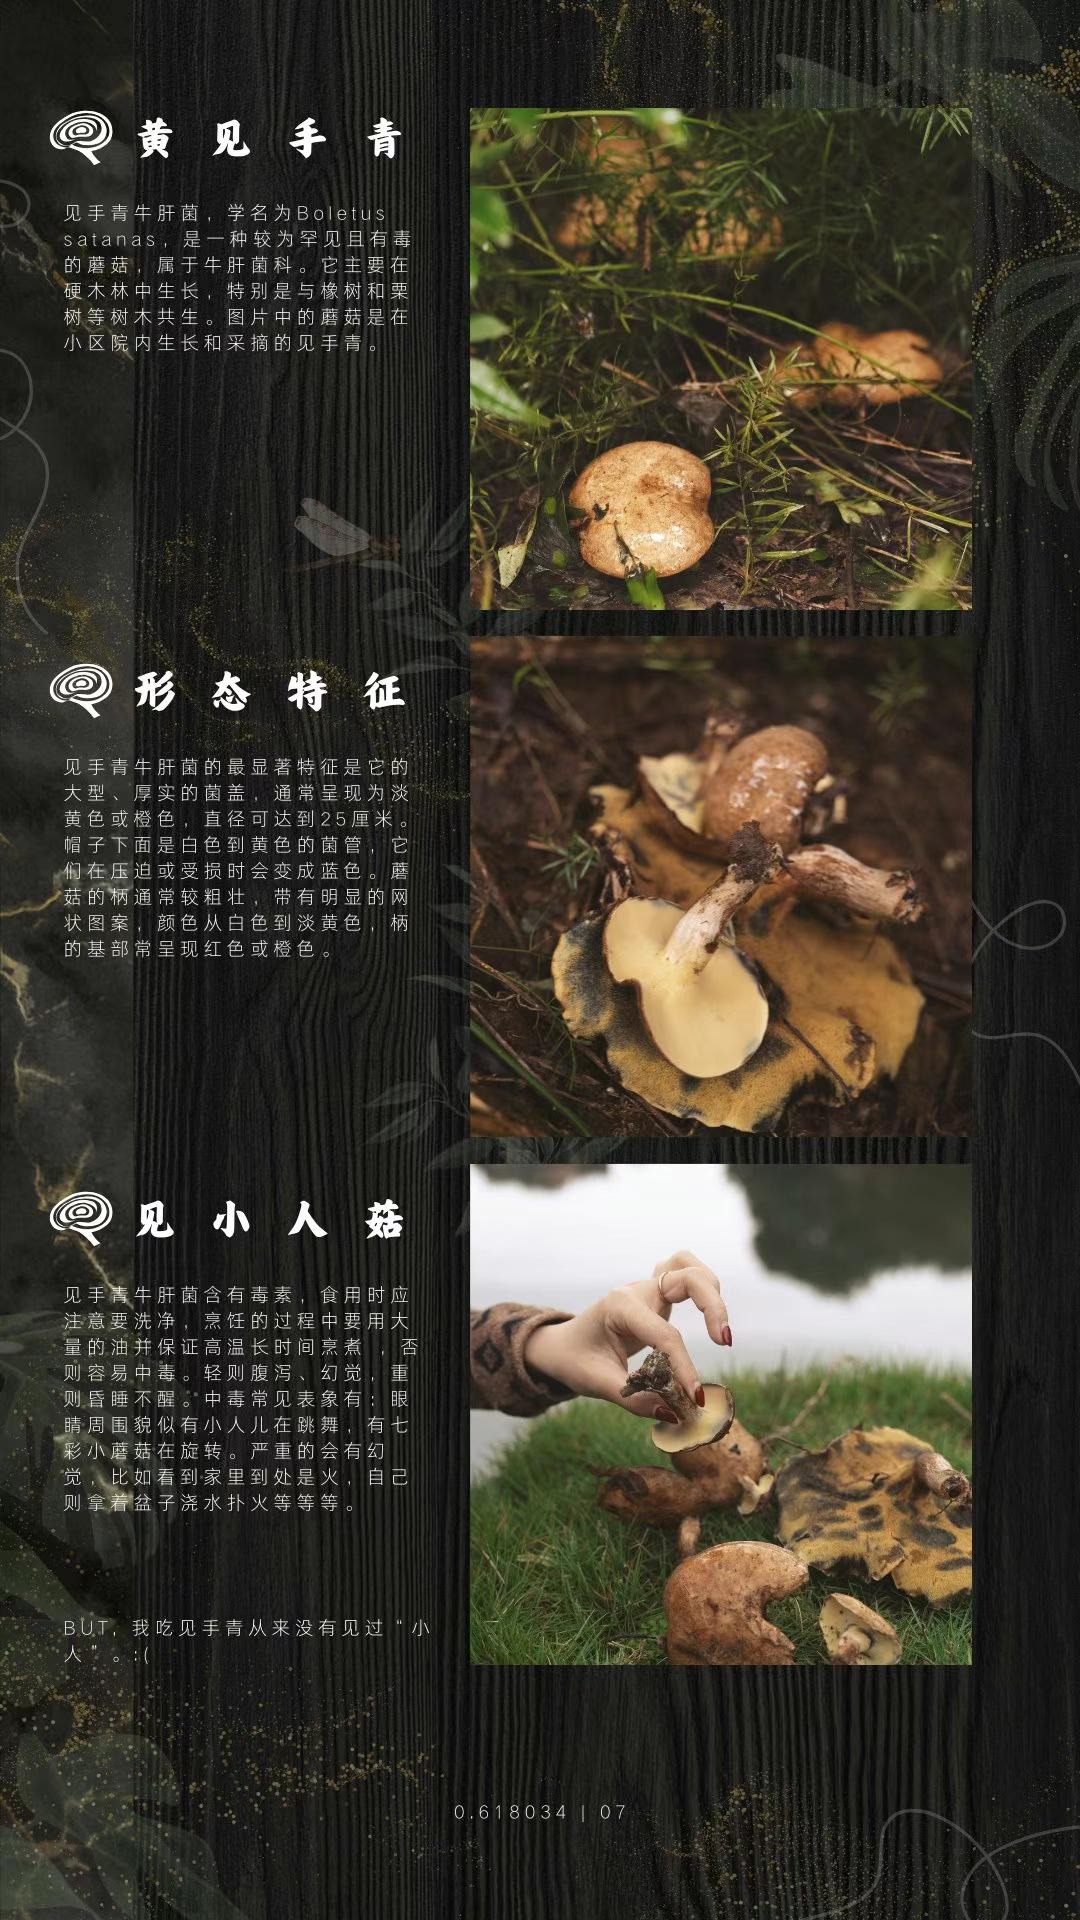 黄见手青
见手青牛肝菌，学名为Boletus
satanas，是一种较为罕见且有毒
的蘑菇，属于牛肝菌科。它主要在
硬木林中生长，特别是与橡树和栗
树等树木共生。图片中的蘑菇是在
小区院内生长和采摘的见手青。
形态特征
见手青牛肝菌的最显著特征是它的
大型、厚实的菌盖，通常呈现为淡
黄色或橙色，直径可达到25厘米。
帽子下面是白色到黄色的菌管，它
们在压迫或受损时会变成蓝色。蘑
菇的柄通常较粗壮，带有明显的网
状图案，颜色从白色到淡黄色，柄
的基部常呈现红色或橙色。
见小人菇
见手青牛肝菌含有毒素，食用时应
注意要洗净，烹饪的过程中要用大
量的油并保证高温长时间烹煮 ，否
则容易中毒。轻则腹泻、幻觉，重
则昏睡不醒。中毒常见表象有：眼
睛周围貌似有小人儿在跳舞，有七
彩小蘑菇在旋转。严重的会有幻
觉，比如看到家里到处是火，自己
则拿着盆子浇水扑火等等等。
BUT，我吃见手青从来没有见过“小
人”。:(
0.618034 | 07